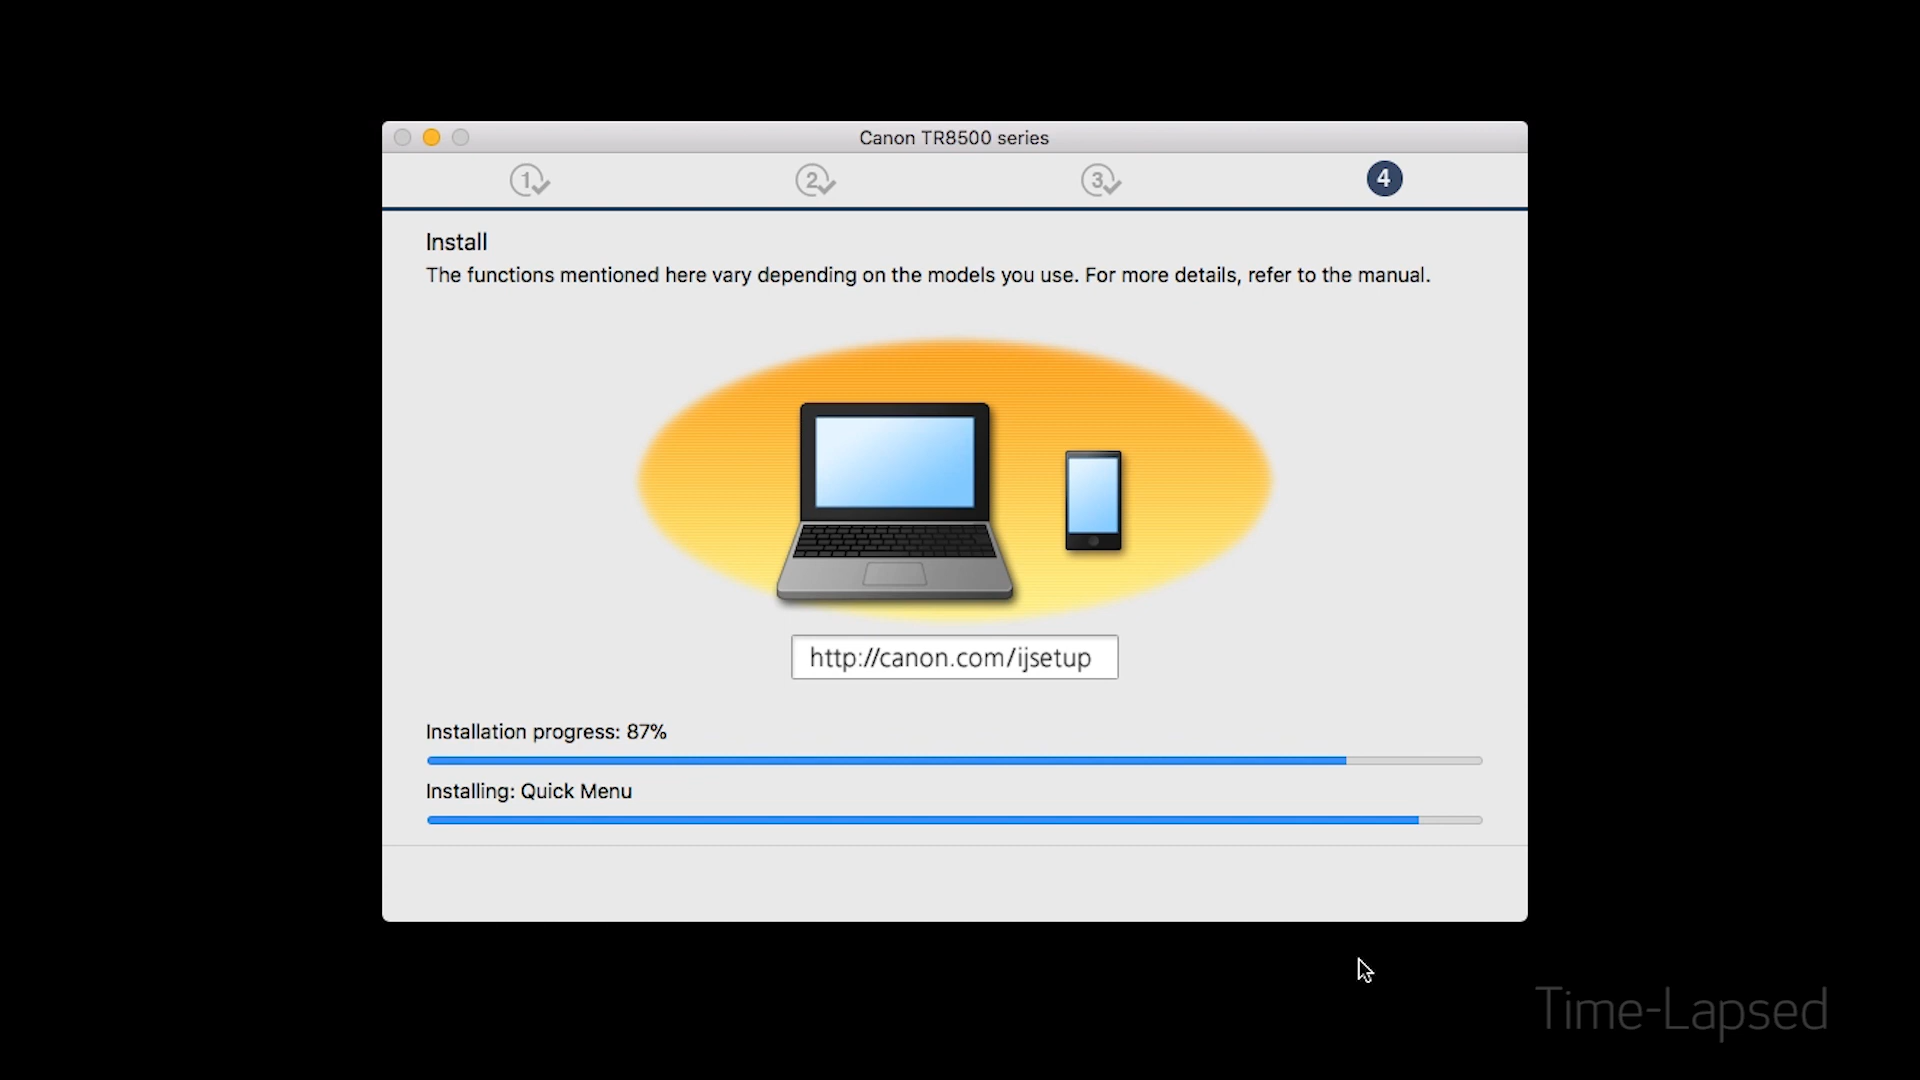 Canon TR8500 series
1 2 3 4
Install
The functions mentioned here vary depending on the models you use. For more details, refer to the manual.
http://canon.com/ijsetup
Installation progress: 87%
Installing: Quick Menu
Time-Lapsed